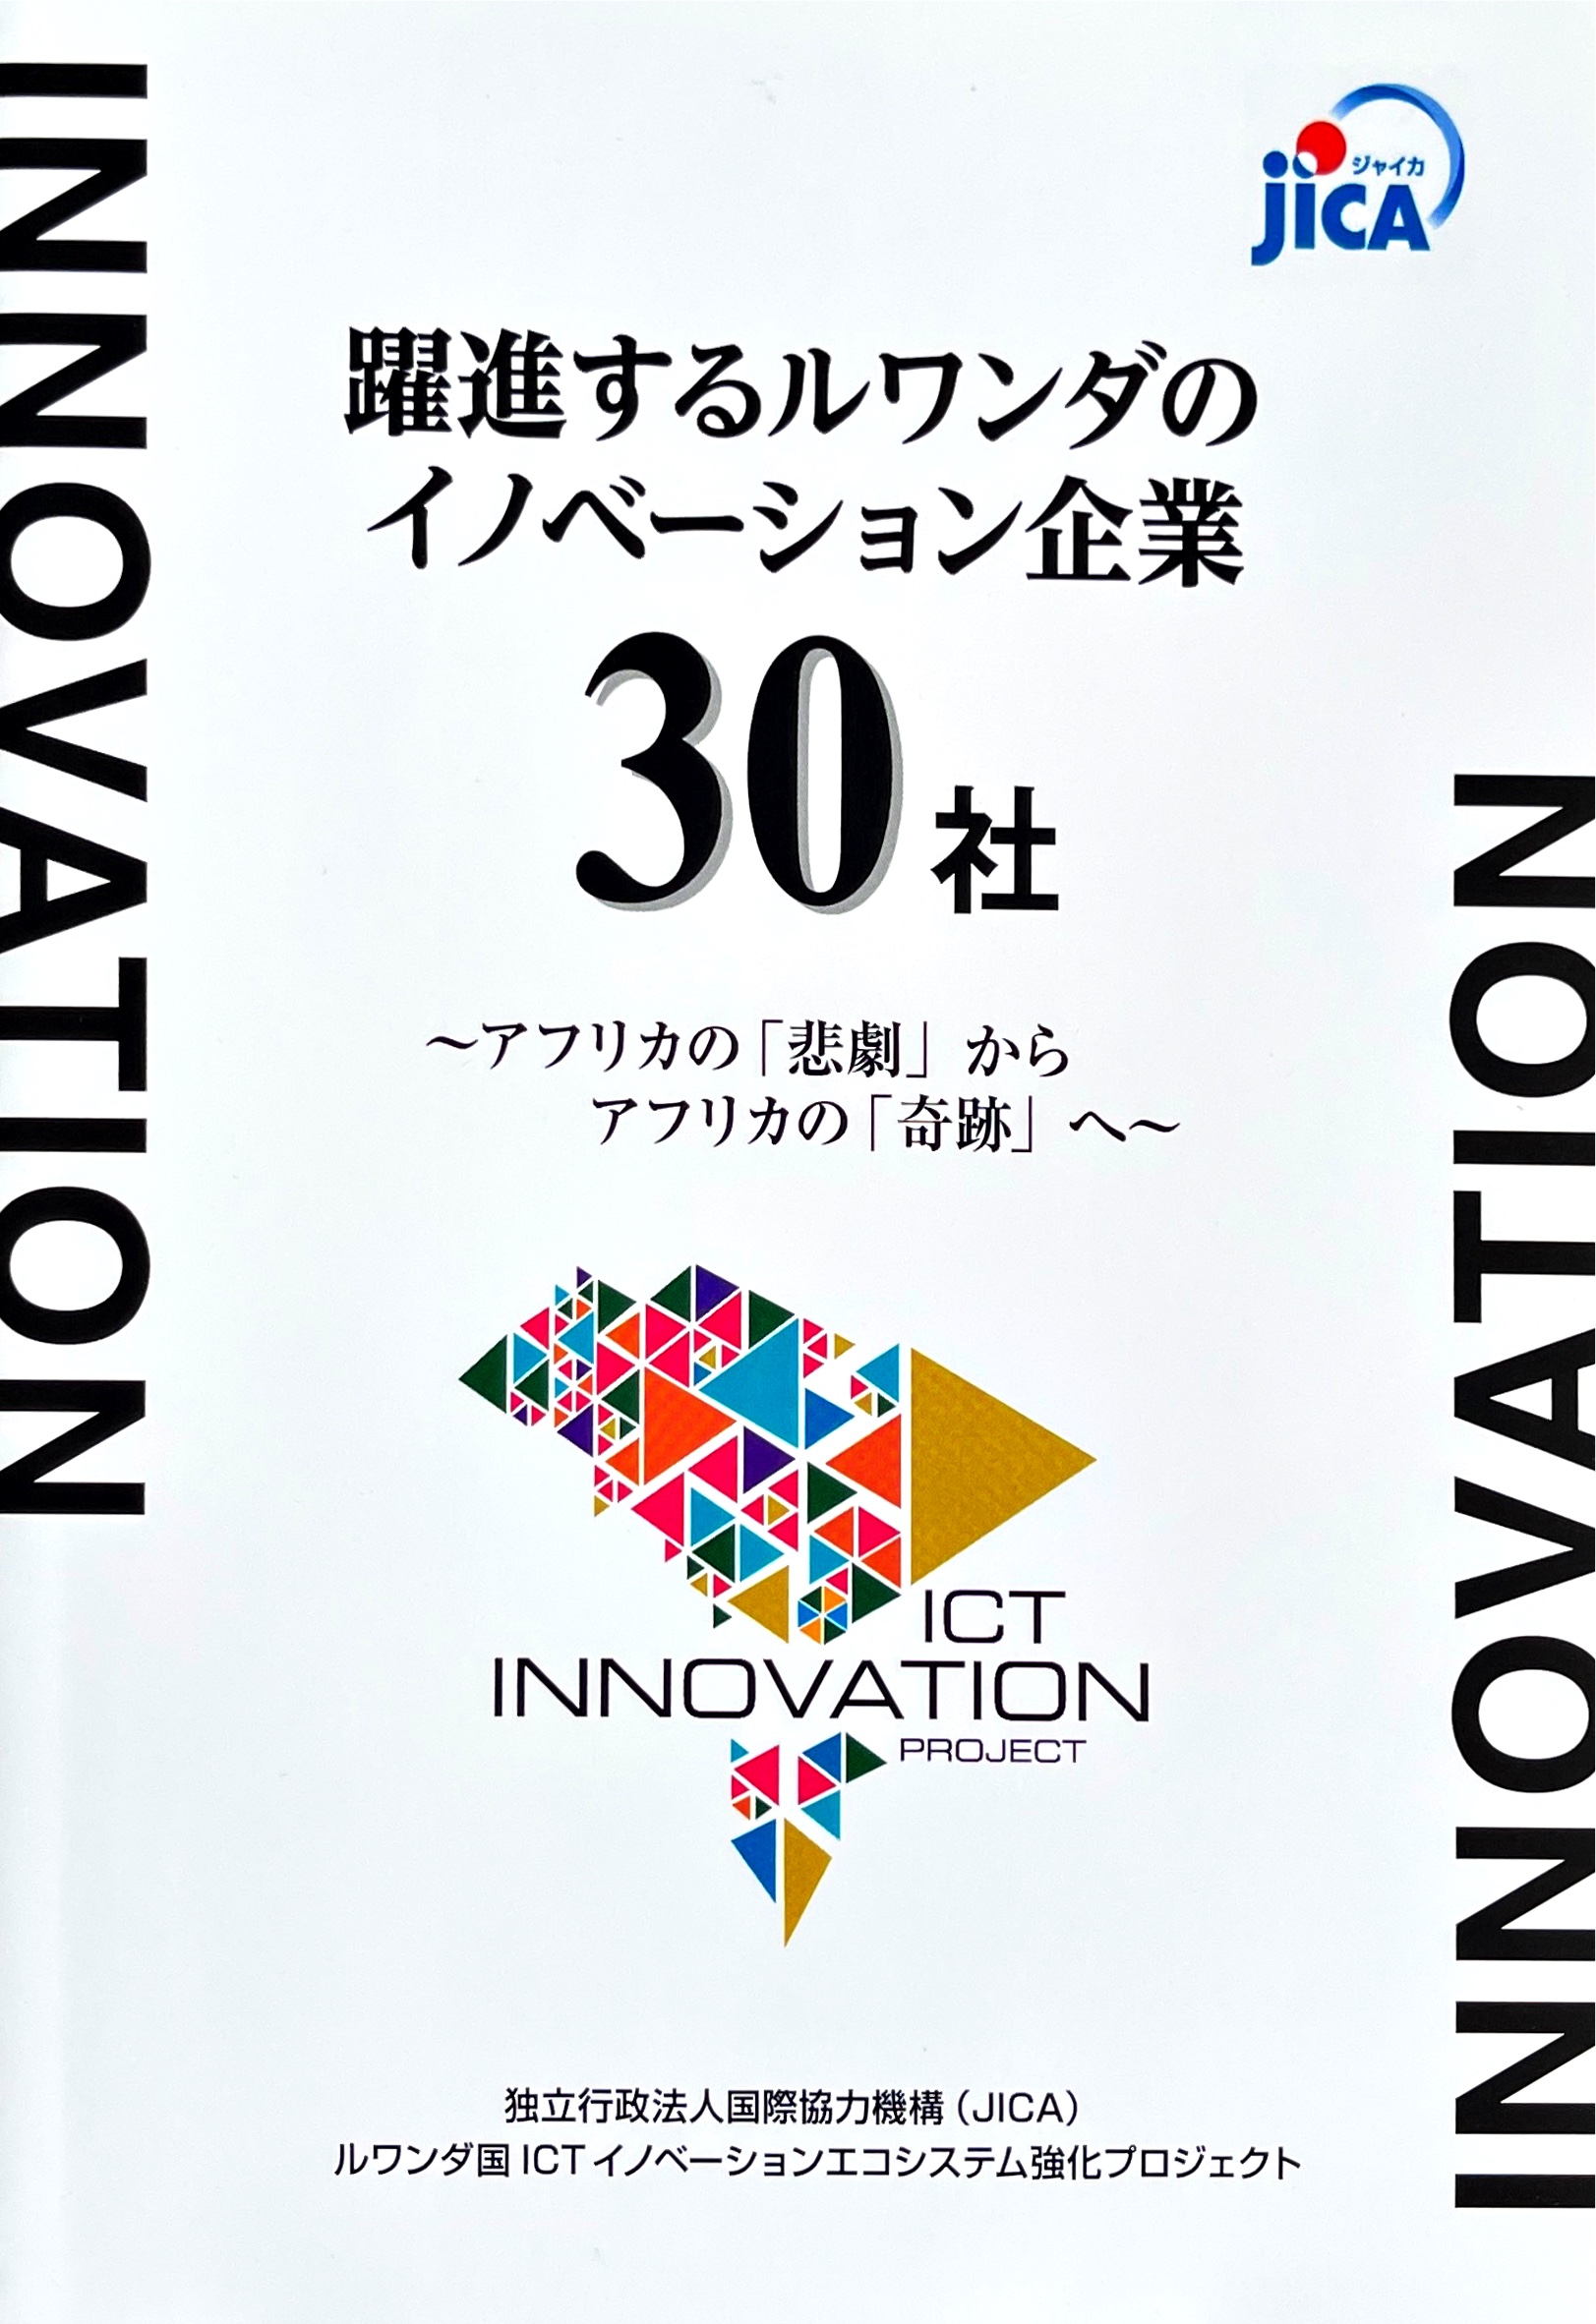 INNOVATION
ジャイカ
JICA
躍進するルワンダの
イノベーション企業
30社
～アフリカの「悲劇」から
アフリカの「奇跡」へ～
ICT
INNOVATION
PROJECT
INNOVATION
独立行政法人国際協力機構（JICA）
ルワンダ国ICTイノベーションエコシステム強化プロジェクト